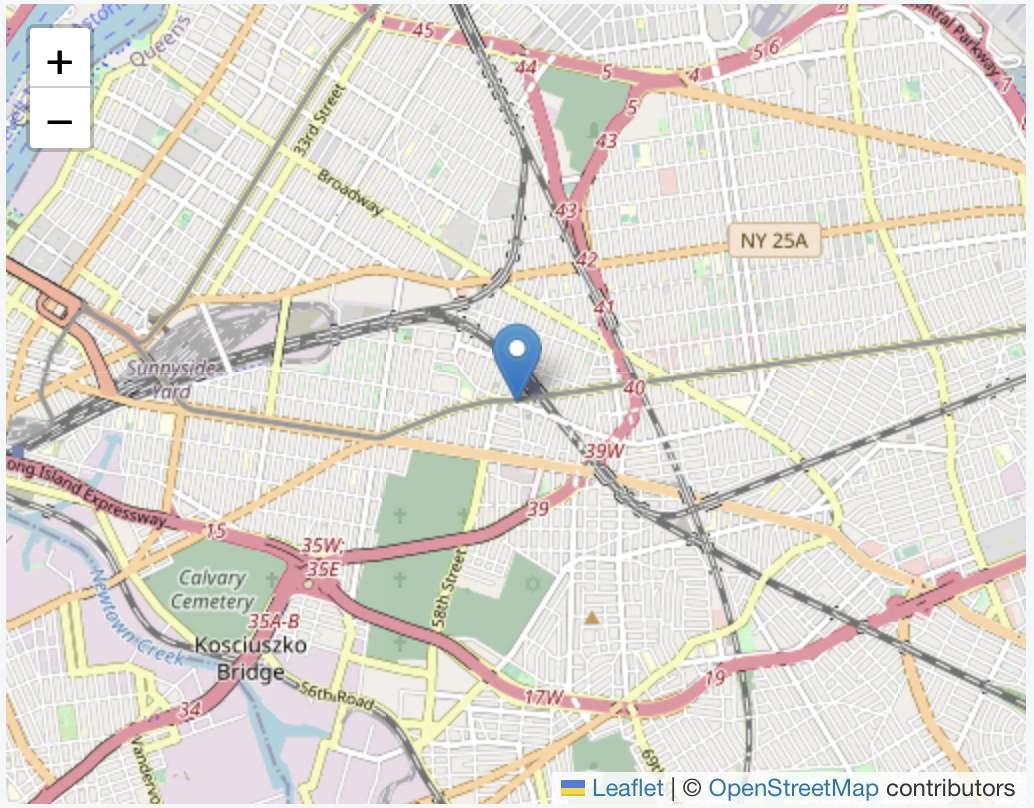 +
−
45
44
5
4
5 6
Central Parkway
7
Queens
33rd Street
5
43
Broadway
43
NY 25A
42
41
Sunnyside
Yard
40
39W
Long Island Expressway
15
39
35W;
35E
Calvary
Cemetery
58th Street
35A-B
Newtown Creek
Kosciuszko
Bridge
19
56th Road
17W
34
Leaflet | © OpenStreetMap contributors